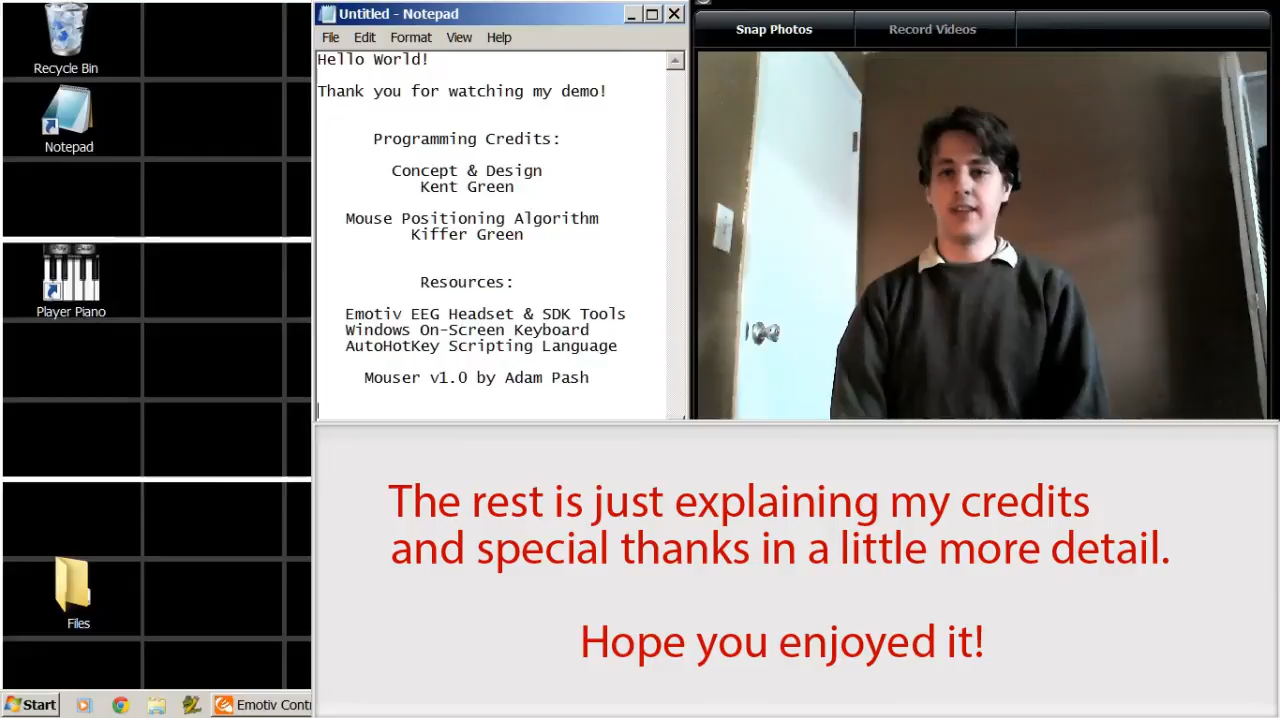 Recycle Bin
Notepad
Player Piano
Files
Start
Emotiv Cont
Untitled - Notepad
File Edit Format View Help
Hello World!
Thank you for watching my demo!
Programming Credits:
Concept & Design
Kent Green
Mouse Positioning Algorithm
Kiffer Green
Resources:
Emotiv EEG Headset & SDK Tools
Windows On-Screen Keyboard
AutoHotKey Scripting Language
Mouser v1.0 by Adam Pash
Snap Photos Record Videos
The rest is just explaining my credits
and special thanks in a little more detail.
Hope you enjoyed it!